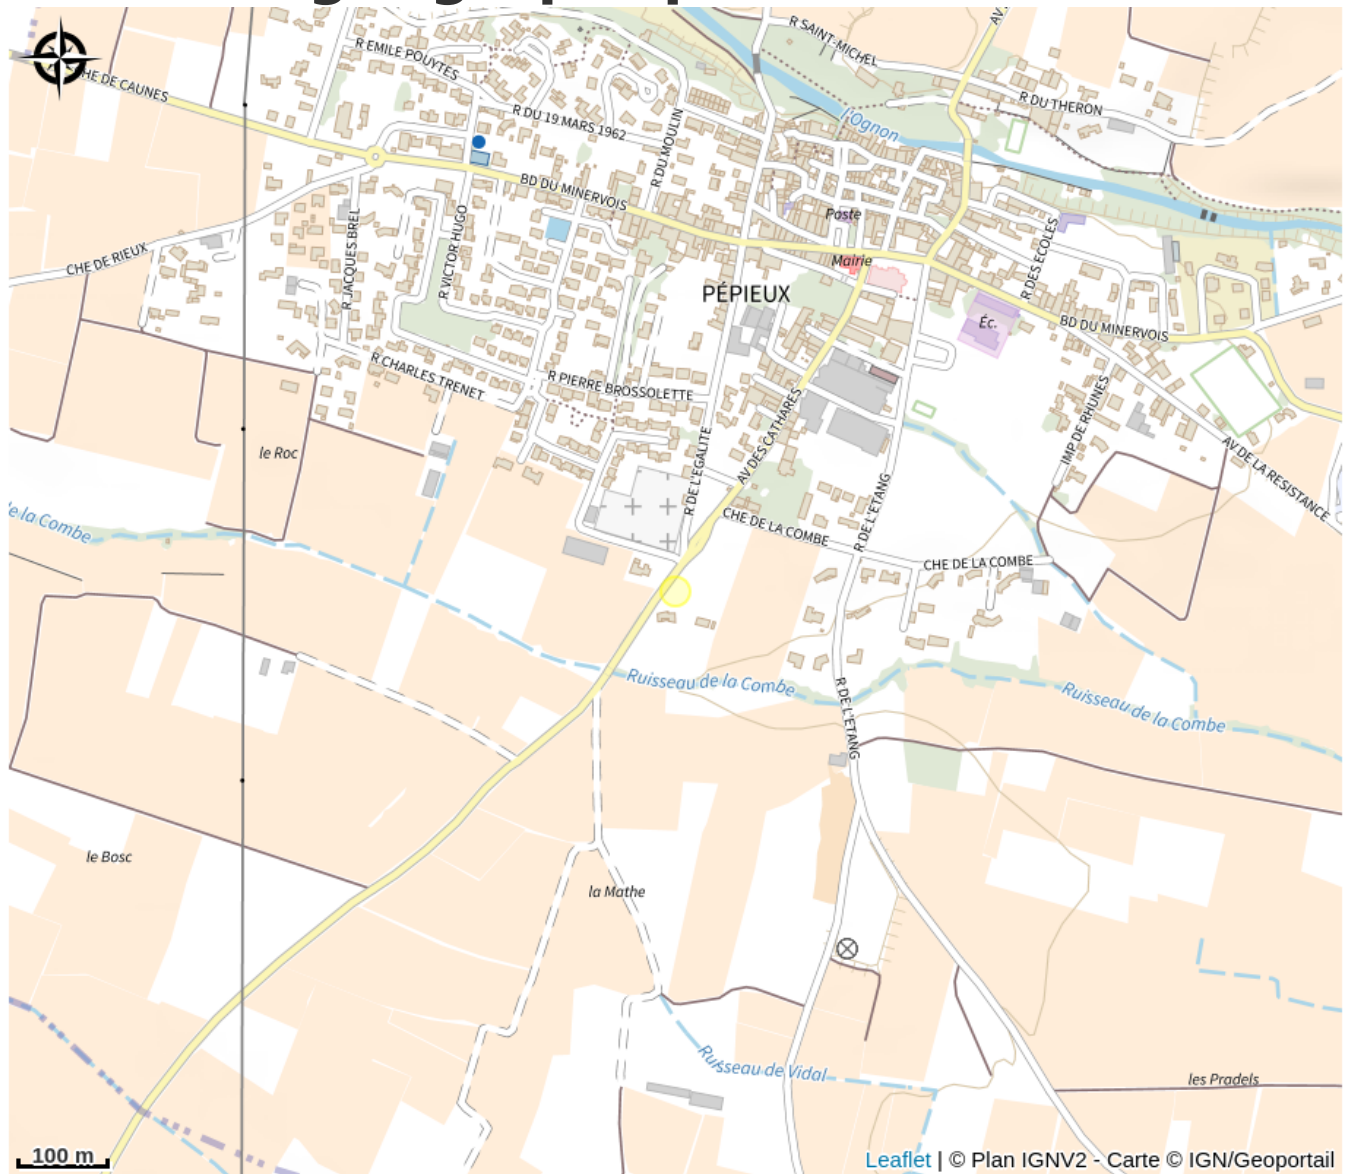 R SAINT-MICHEL
AV
R EMILE POUYTES
CHE DE CAUNES
R DU 19 MARS 1962
R DU MOULIN
l'Ognon
R DU THERON
BD DU MINERVOIS
Poste
Mairie
R DES ECOLES
CHE DE RIEUX
R JACQUES BREL
R VICTOR HUGO
PÉPIEUX
Éc.
BD DU MINERVOIS
R CHARLES TRENET
R PIERRE BROSSOLETTE
AV DES CATHARES
IMP DE RHUNES
AV DE LA RESISTANCE
le Roc
R DE L'EGALITE
R DE L'ETANG
e la Combe
CHE DE LA COMBE
CHE DE LA COMBE
Ruisseau de la Combe
Ruisseau de la Combe
R DE L'ETANG
le Bosc
la Mathe
Ruisseau de Vidal
les Pradels
100 m
Leaflet | © Plan IGNV2 - Carte © IGN/Geoportail